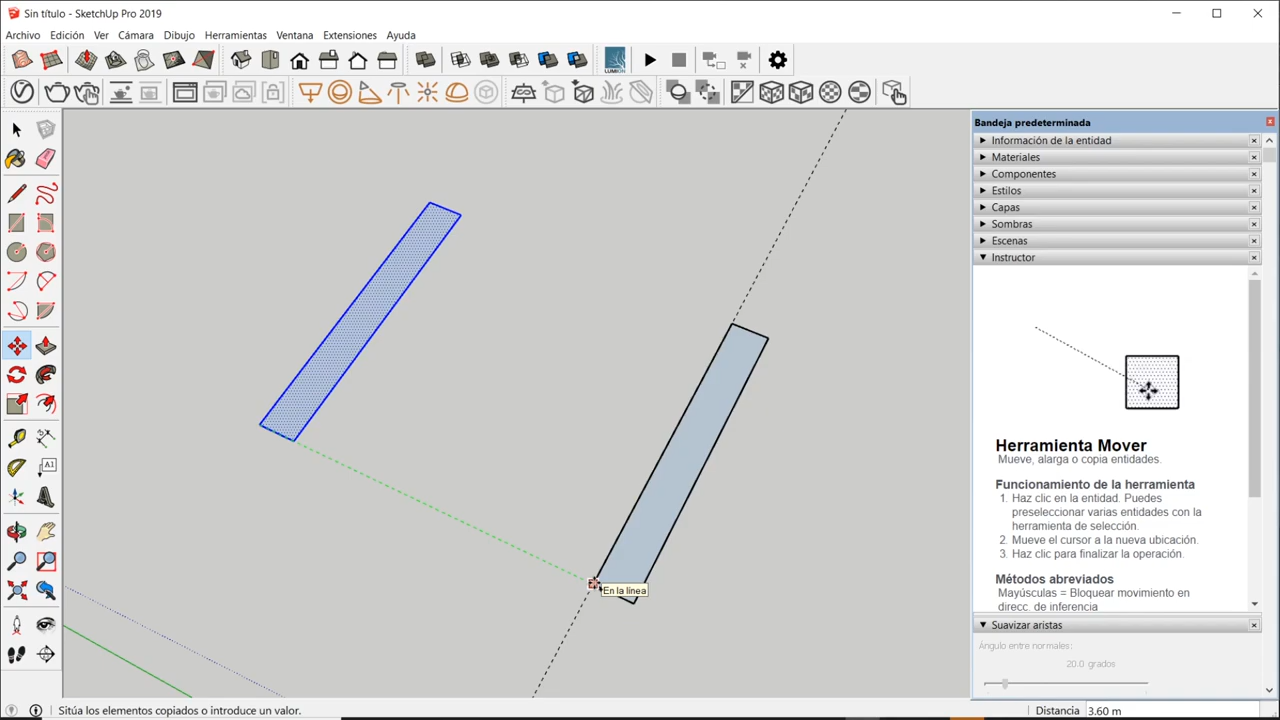 Sin título - SketchUp Pro 2019
Archivo Edición Ver Cámara Dibujo Herramientas Ventana Extensiones Ayuda
LUMION
Bandeja predeterminada
Información de la entidad
Materiales
Componentes
Estilos
Capas
Sombras
Escenas
Instructor
Herramienta Mover
Mueve, alarga o copia entidades.
Funcionamiento de la herramienta
1. Haz clic en la entidad. Puedes
preseleccionar varias entidades con la
herramienta de selección.
2. Mueve el cursor a la nueva ubicación.
3. Haz clic para finalizar la operación.
Métodos abreviados
Mayúsculas = Bloquear movimiento en
direcc. de inferencia
Suavizar aristas
Ángulo entre normales:
20.0 grados
A1
En la línea
Sitúa los elementos copiados o introduce un valor.
Distancia 3.60 m